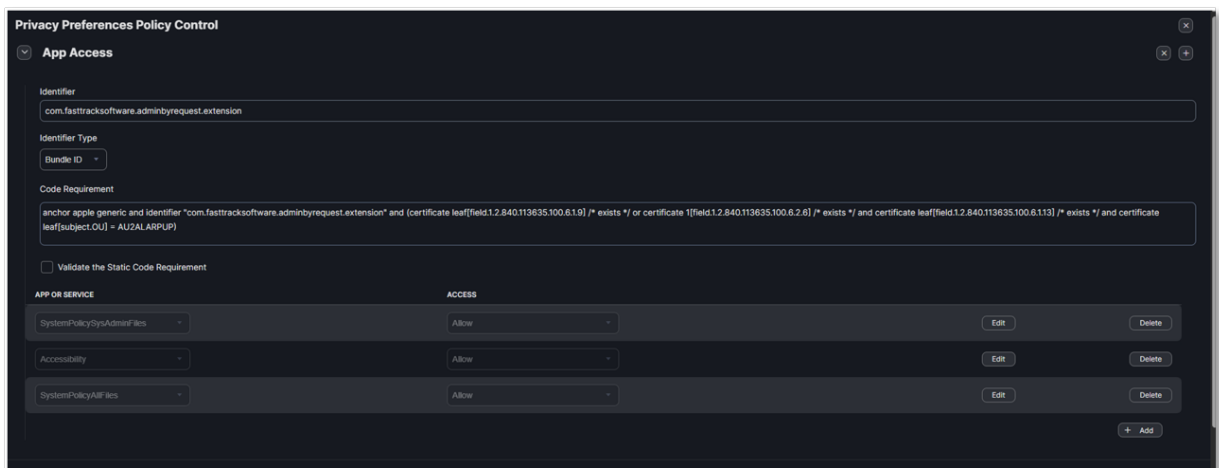 Privacy Preferences Policy Control
App Access
Identifier
com.fasttracksoftware.adminbyrequest.extension
Identifier Type
Bundle ID
Code Requirement
anchor apple generic and identifier "com.fasttracksoftware.adminbyrequest.extension" and (certificate leaf[field.1.2.840.113635.100.6.1.9] /* exists */ or certificate 1[field.1.2.840.113635.100.6.2.6] /* exists */ and certificate leaf[field.1.2.840.113635.100.6.1.13] /* exists */ and certificate
leaf[subject.OU] = AU2ALARPUP)
Validate the Static Code Requirement
APP OR SERVICE ACCESS
SystemPolicySysAdminFiles Allow Edit Delete
Accessibility Allow Edit Delete
SystemPolicyAllFiles Allow Edit Delete
+ Add